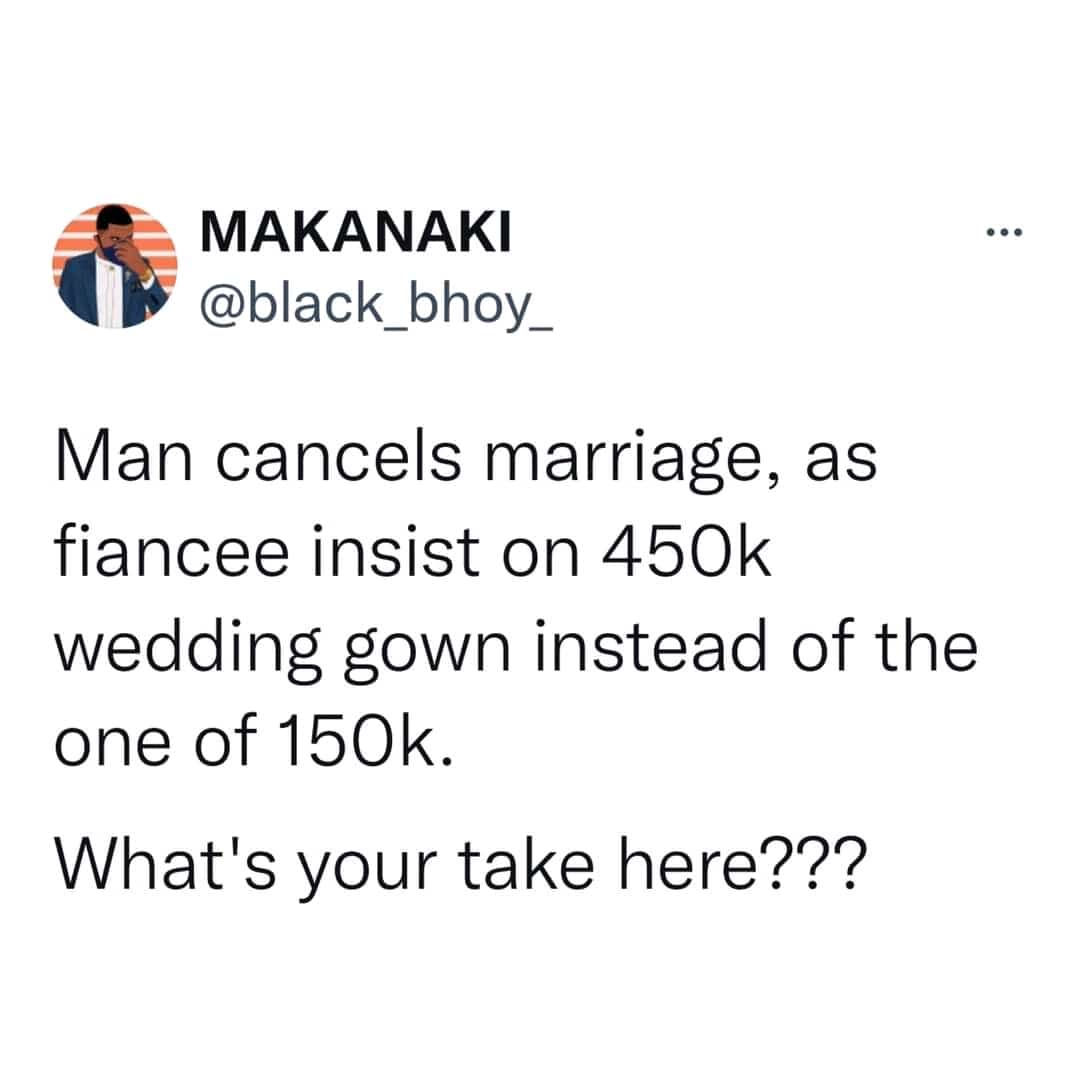 MAKANAKI
@black_bhoy_
Man cancels marriage, as
fiancee insist on 450k
wedding gown instead of the
one of 150k.
What's your take here???